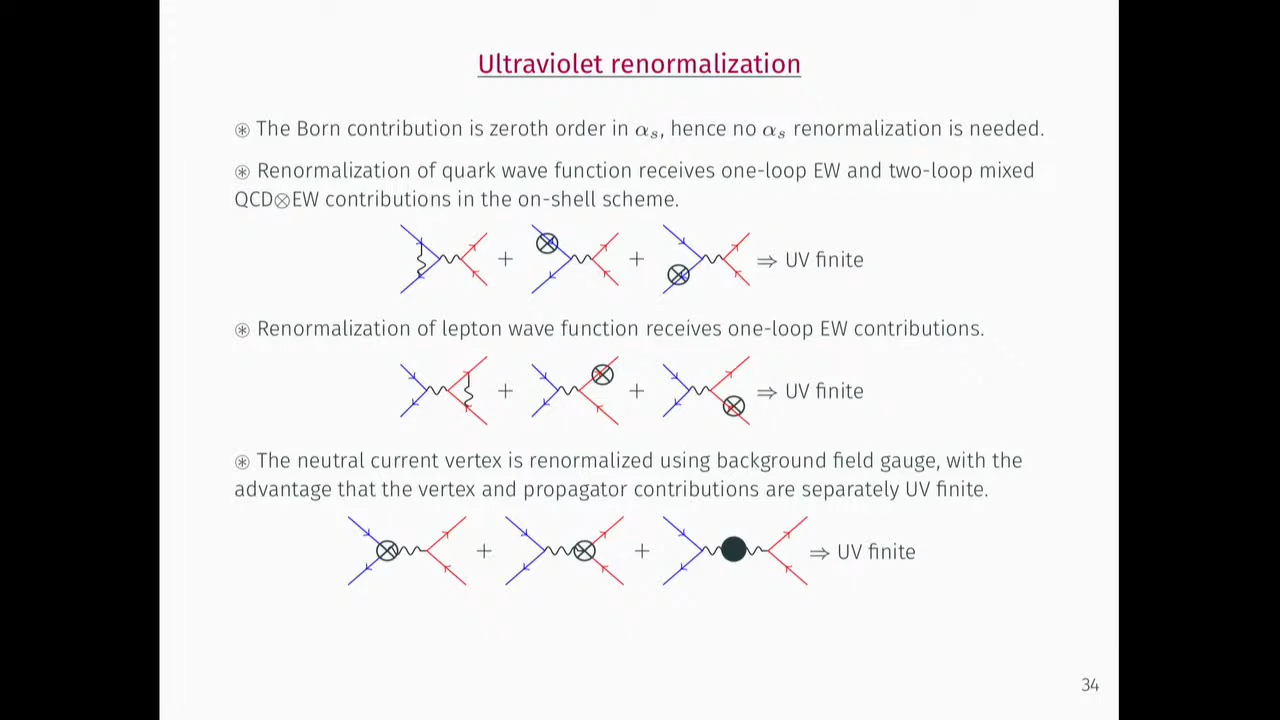 Ultraviolet renormalization
⊛ The Born contribution is zeroth order in αₛ, hence no αₛ renormalization is needed.
⊛ Renormalization of quark wave function receives one-loop EW and two-loop mixed
QCD⊗EW contributions in the on-shell scheme.
+ + ⇒ UV finite
⊛ Renormalization of lepton wave function receives one-loop EW contributions.
+ + ⇒ UV finite
⊛ The neutral current vertex is renormalized using background field gauge, with the
advantage that the vertex and propagator contributions are separately UV finite.
+ + ⇒ UV finite
34